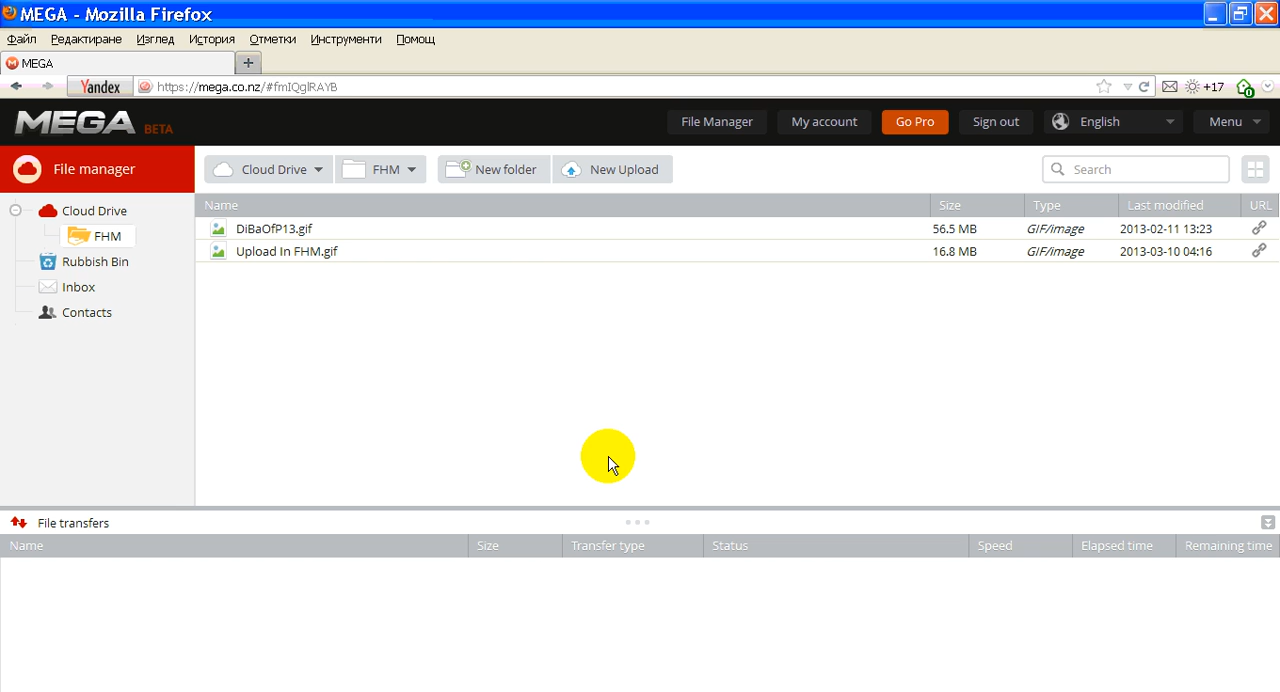 MEGA - Mozilla Firefox
Файл Редактиране Изглед История Отметки Инструменти Помощ
MEGA +
Yandex https://mega.co.nz/#fmIQglRAYB +17 0
MEGA BETA File Manager My account Go Pro Sign out English Menu
File manager Cloud Drive FHM New folder New Upload Search
Name Size Type Last modified URL
Cloud Drive
FHM
Rubbish Bin
Inbox
Contacts
DiBaOfP13.gif 56.5 MB GIF/image 2013-02-11 13:23
Upload In FHM.gif 16.8 MB GIF/image 2013-03-10 04:16
File transfers
Name Size Transfer type Status Speed Elapsed time Remaining time